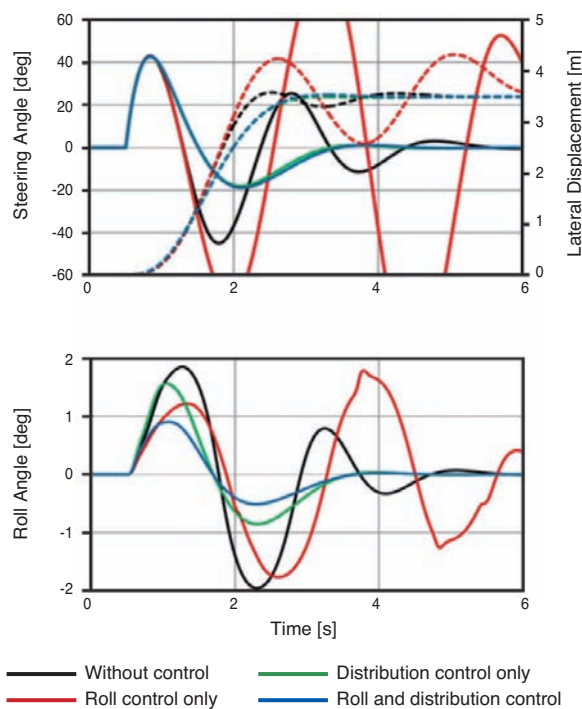 60
40
20
0
-20
-40
-60
Steering Angle [deg]
5
4
3
2
1
0
Lateral Displacement [m]
0 2 4 6
2
1
0
-1
-2
Roll Angle [deg]
0 2 4 6
Time [s]
Without control
Distribution control only
Roll control only
Roll and distribution control